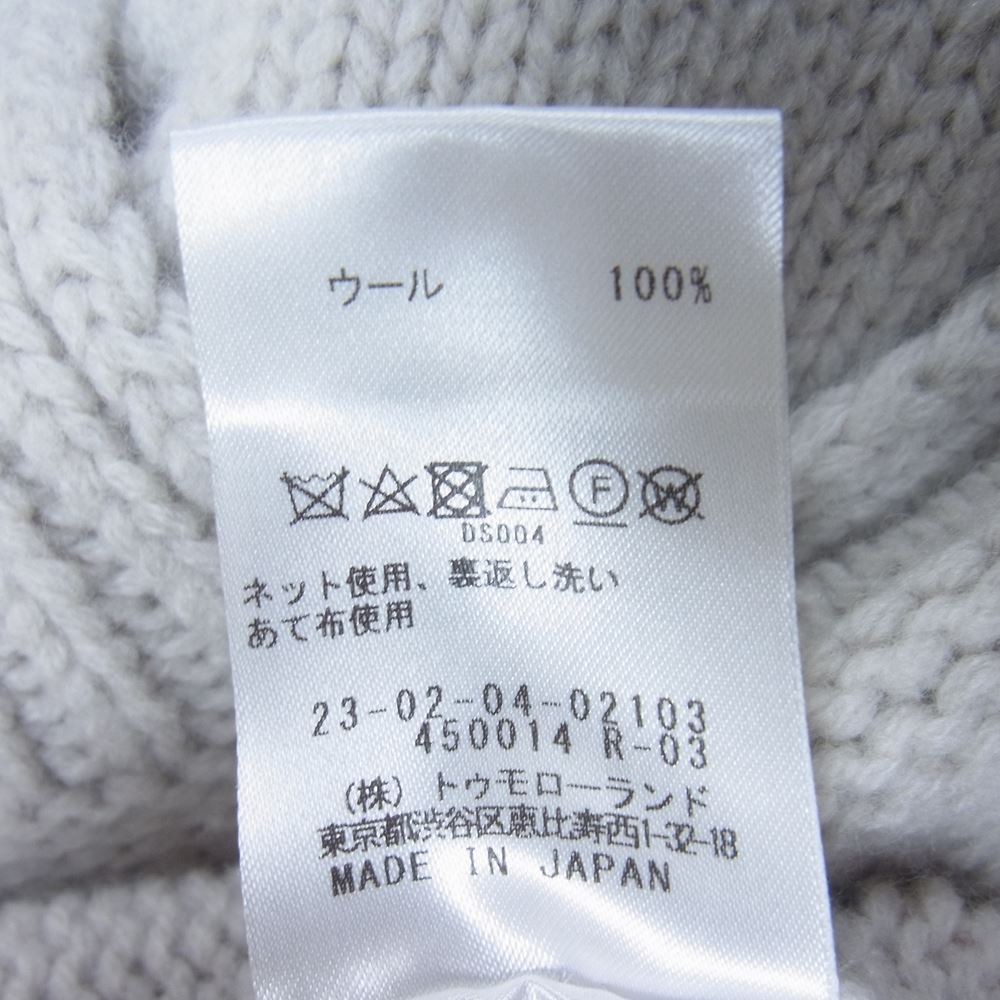 ウール 100%
F W
DS004
ネット使用、裏返し洗い
あて布使用
23-02-04-02103
450014 R-03
(株) トゥモローランド
東京都渋谷区恵比寿西1-32-18
MADE IN JAPAN